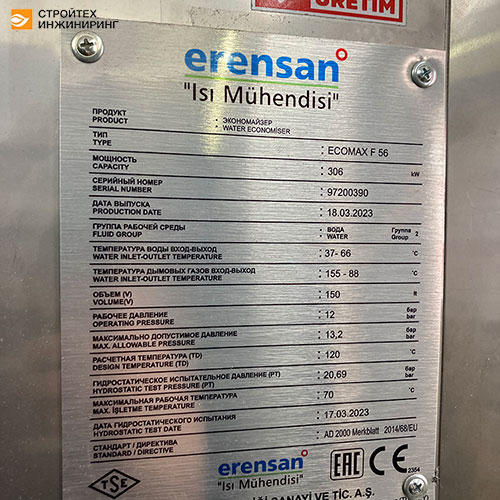 СТРОЙТЕХ
ИНЖИНИРИНГ
ÜRETİM
erensan
"Isı Mühendisi"
ПРОДУКТ : ЭКОНОМАЙЗЕР
PRODUCT : WATER ECONOMISER
ТИП
TYPE : ECOMAX F 56
МОЩНОСТЬ
CAPACITY : 306 kW
СЕРИЙНЫЙ НОМЕР
SERIAL NUMBER : 97200390
ДАТА ВЫПУСКА
PRODUCTION DATE : 18.03.2023
ГРУППА РАБОЧЕЙ СРЕДЫ : ВОДА Группа
FLUID GROUP : WATER Group 2
ТЕМПЕРАТУРА ВОДЫ ВХОД-ВЫХОД
WATER INLET-OUTLET TEMPERATURE : 37- 66 °C
ТЕМПЕРАТУРА ДЫМОВЫХ ГАЗОВ ВХОД-ВЫХОД
WATER INLET-OUTLET TEMPERATURE : 155 - 88 °C
ОБЪЕМ (V)
VOLUME(V) : 150 lt
РАБОЧЕЕ ДАВЛЕНИЕ бар
OPERATING PRESSURE : 12 bar
МАКСИМАЛЬНО ДОПУСТИМОЕ ДАВЛЕНИЕ бар
MAX. ALLOWABLE PRESSURE : 13,2 bar
РАСЧЕТНАЯ ТЕМПЕРАТУРА (TD)
DESIGN TEMPERATURE (TD) : 120 °C
ГИДРОСТАТИЧЕСКОЕ ИСПЫТАТЕЛЬНОЕ ДАВЛЕНИЕ (PT) бар
HYDROSTATIC TEST PRESSURE (PT) : 20,69 bar
МАКСИМАЛЬНАЯ РАБОЧАЯ ТЕМПЕРАТУРА
MAX. İŞLETME TEMPERATURE : 70 °C
ДАТА ГИДРОСТАТИЧЕСКОГО ИСПЫТАНИЯ
HYDROSTATIC TEST DATE : 17.03.2023
СТАНДАРТ / ДИРЕКТИВА
STANDARD / DIRECTIVE : AD 2000 Merkblatt 2014/68/EU
TSE
erensan
"Isı Mühendisi"
EAC CE 2354
SANAYİ VE TİC. A.Ş.